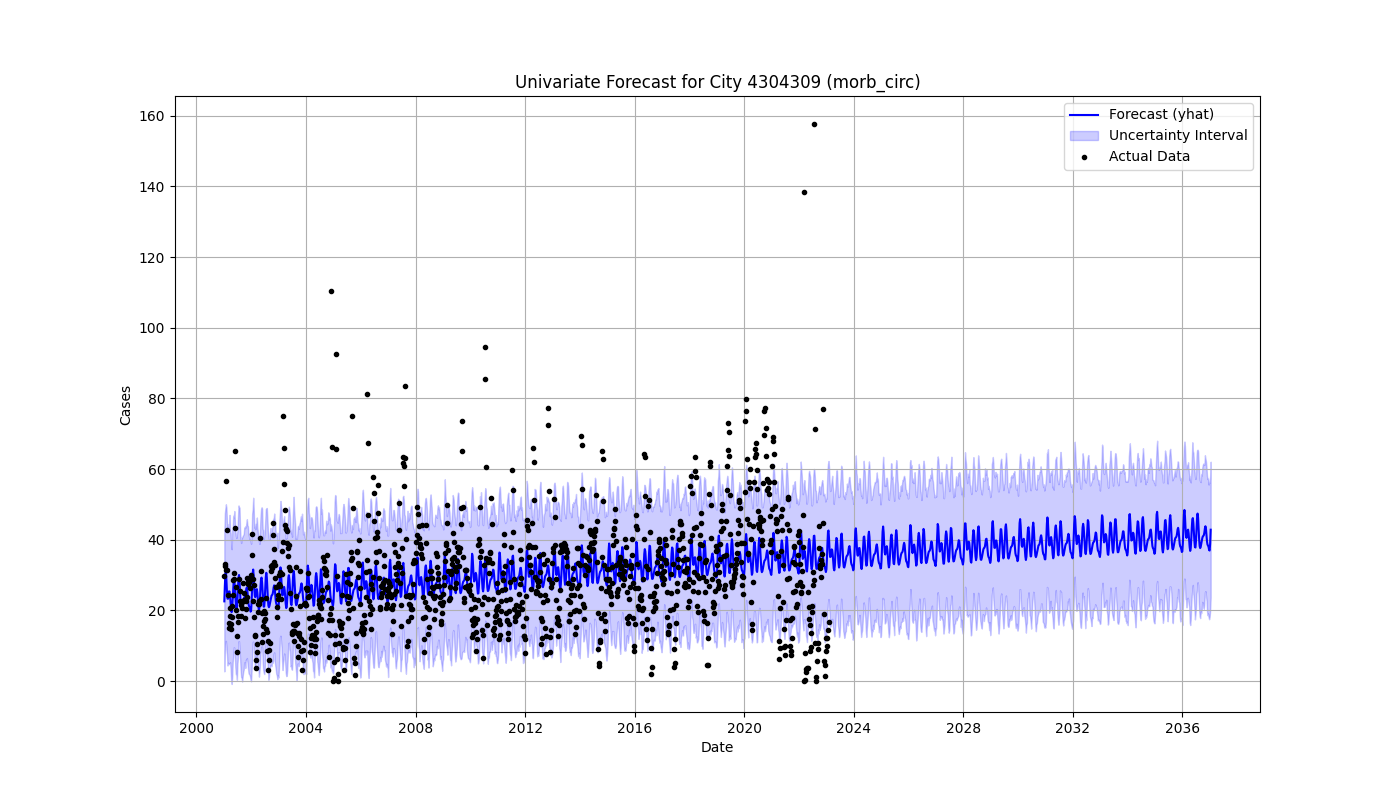 Univariate Forecast for City 4304309 (morb_circ)
Forecast (yhat)
Uncertainty Interval
Actual Data
160
140
120
100
80
60
40
20
0
Cases
2000 2004 2008 2012 2016 2020 2024 2028 2032 2036
Date